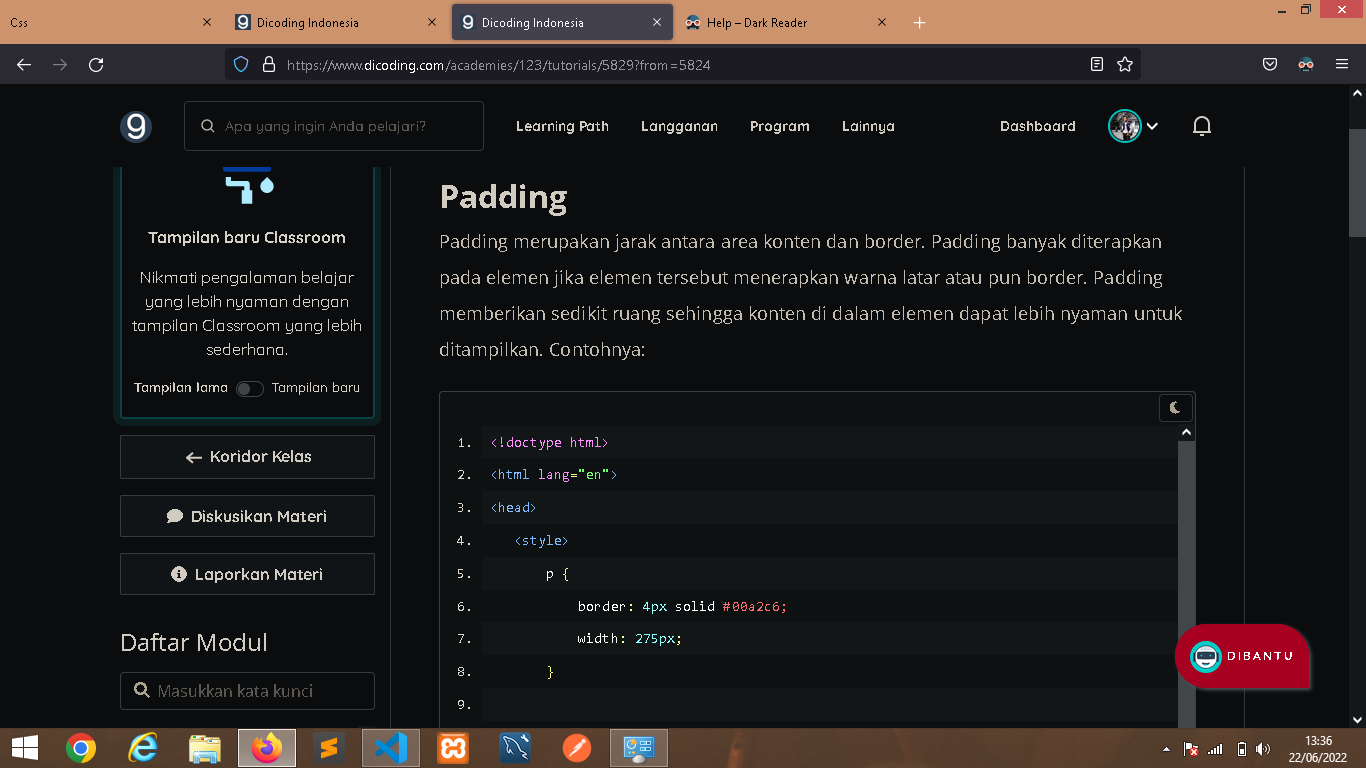 Css
Dicoding Indonesia
Dicoding Indonesia
Help – Dark Reader
https://www.dicoding.com/academies/123/tutorials/5829?from=5824
Apa yang ingin Anda pelajari?
Learning Path
Langganan
Program
Lainnya
Dashboard
Tampilan baru Classroom
Nikmati pengalaman belajar
yang lebih nyaman dengan
tampilan Classroom yang lebih
sederhana.
Tampilan lama
Tampilan baru
Koridor Kelas
Diskusikan Materi
Laporkan Materi
Daftar Modul
Masukkan kata kunci
Padding
Padding merupakan jarak antara area konten dan border. Padding banyak diterapkan
pada elemen jika elemen tersebut menerapkan warna latar atau pun border. Padding
memberikan sedikit ruang sehingga konten di dalam elemen dapat lebih nyaman untuk
ditampilkan. Contohnya:
1. <!doctype html>
2. <html lang="en">
3. <head>
4. <style>
5. p {
6. border: 4px solid #00a2c6;
7. width: 275px;
8. }
9.
DIBANTU
13:36
22/06/2022